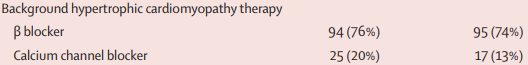 Background hypertrophic cardiomyopathy therapy
β blocker 94 (76%) 95 (74%)
Calcium channel blocker 25 (20%) 17 (13%)